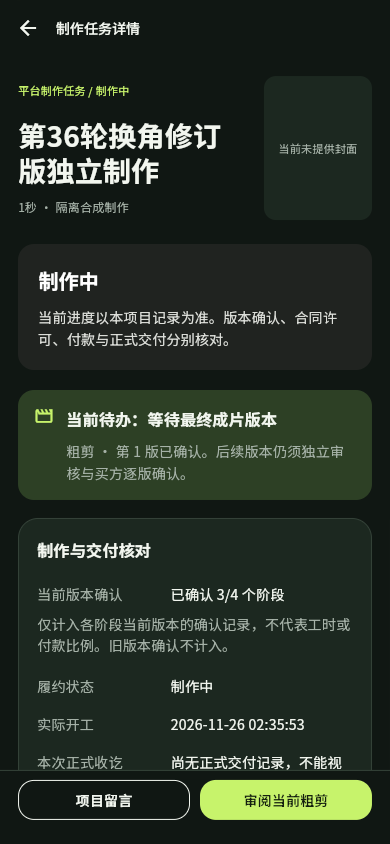 制作任务详情
平台制作任务 / 制作中
第36轮换角修订
版独立制作
1秒 · 隔离合成制作
当前未提供封面
制作中
当前进度以本项目记录为准。版本确认、合同许
可、付款与正式交付分别核对。
当前待办：等待最终成片版本
粗剪 · 第 1 版已确认。后续版本仍须独立审
核与买方逐版确认。
制作与交付核对
当前版本确认 已确认 3/4 个阶段
仅计入各阶段当前版本的确认记录，不代表工时或
付款比例。旧版本确认不计入。
履约状态 制作中
实际开工 2026-11-26 02:35:53
本次正式收讫 尚无正式交付记录，不能视
项目留言 审阅当前粗剪